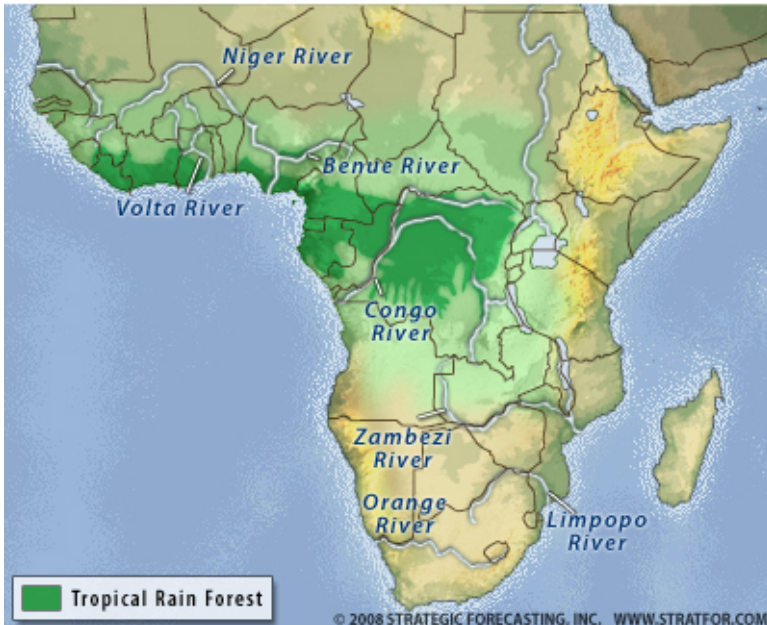 Niger River
Benue River
Volta River
Congo
River
Zambezi
River
Orange
River
Limpopo
River
Tropical Rain Forest
© 2008 STRATEGIC FORECASTING, INC. WWW.STRATFOR.COM